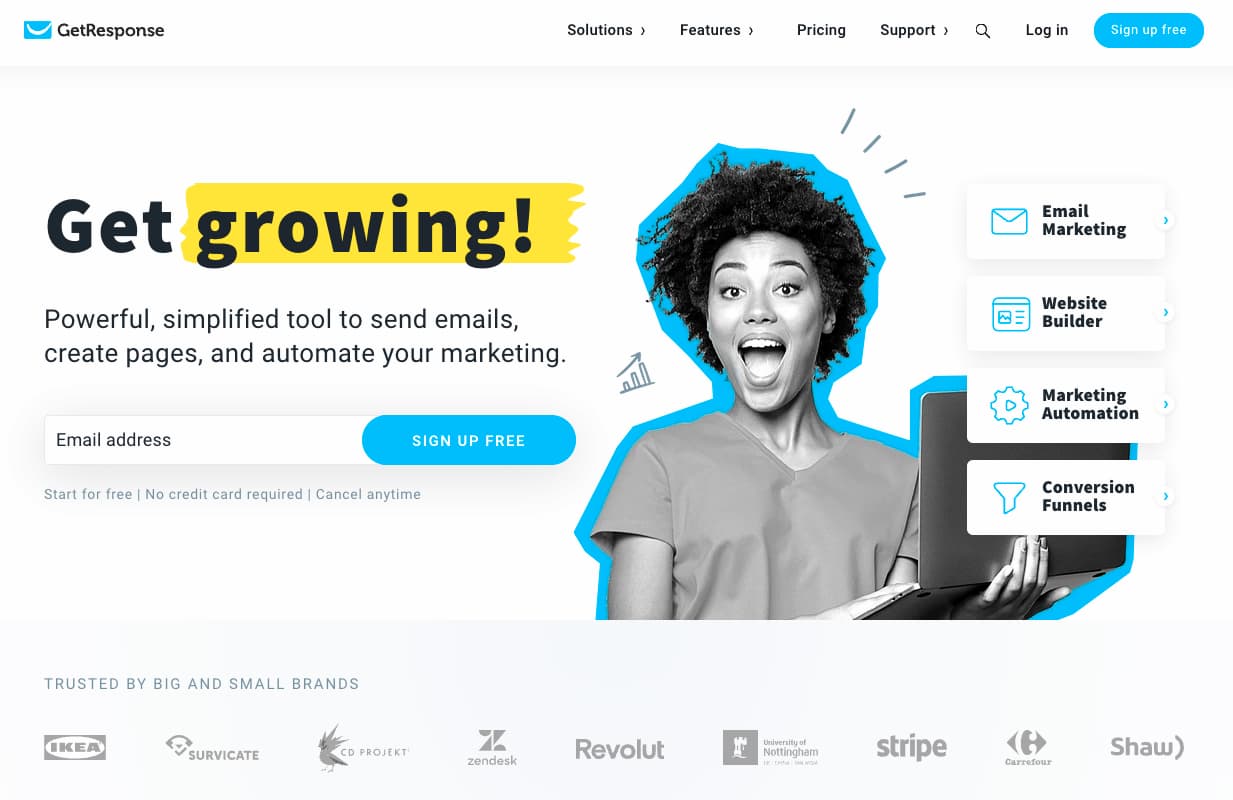 GetResponse
Solutions
Features
Pricing
Support
Log in
Sign up free
Get growing!
Powerful, simplified tool to send emails,
create pages, and automate your marketing.
Email address
SIGN UP FREE
Start for free | No credit card required | Cancel anytime
Email
Marketing
Website
Builder
Marketing
Automation
Conversion
Funnels
TRUSTED BY BIG AND SMALL BRANDS
IKEA
SURVICATE
CD PROJEKT
zendesk
Revolut
University of
Nottingham
stripe
Carrefour
Shaw)